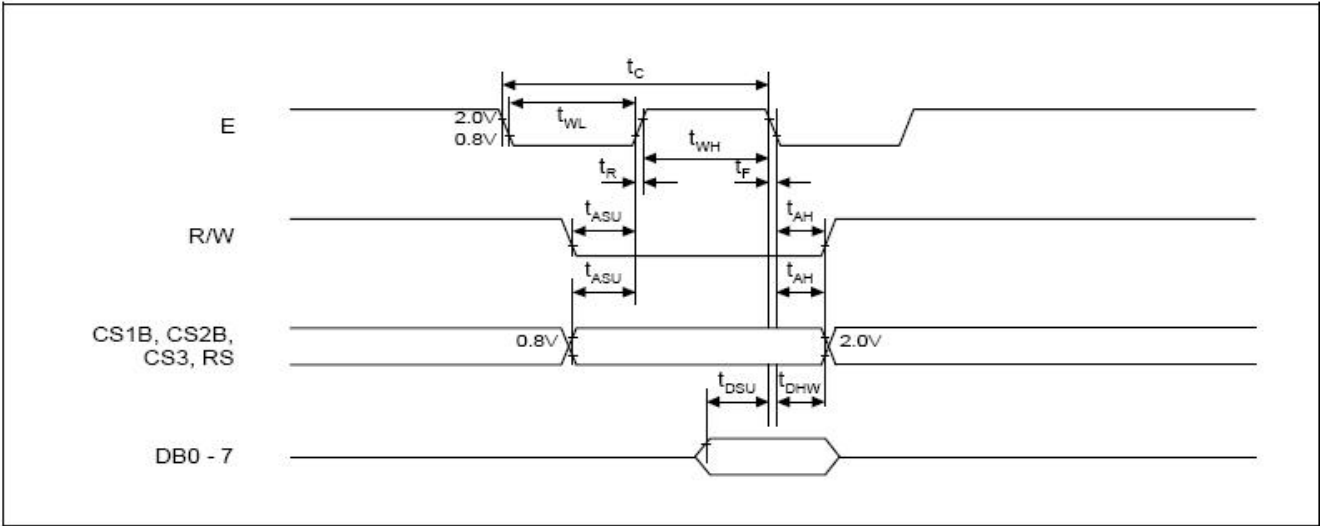 tC
E
2.0V
0.8V
tWL
tWH
tR
tF
R/W
tASU
tAH
tASU
tAH
CS1B, CS2B,
CS3, RS
0.8V
2.0V
tDSU
tDHW
DB0 - 7